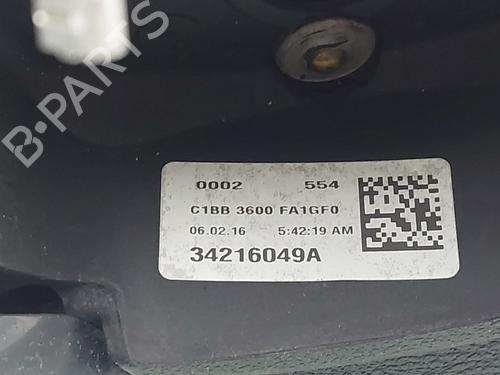 B-PARTS
0002 554
C1BB 3600 FA1GF0
06.02.16 5:42:19 AM
34216049A